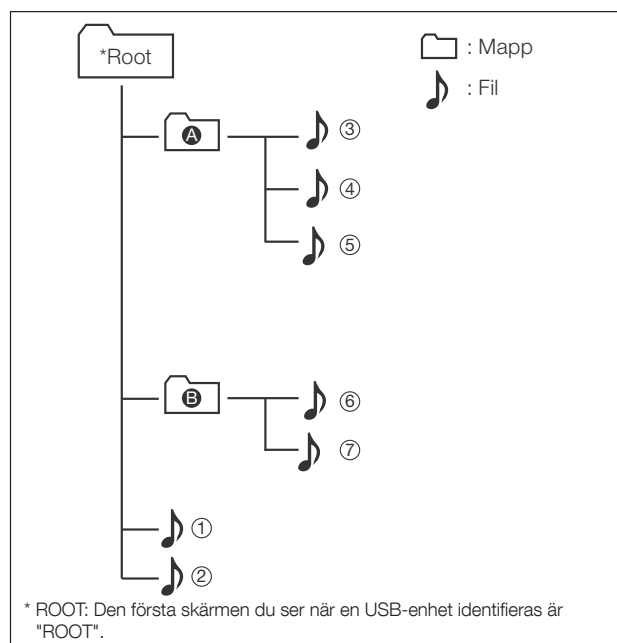 *Root
: Mapp
: Fil
A
③
④
⑤
B
⑥
⑦
①
②
* ROOT: Den första skärmen du ser när en USB-enhet identifieras är
"ROOT".